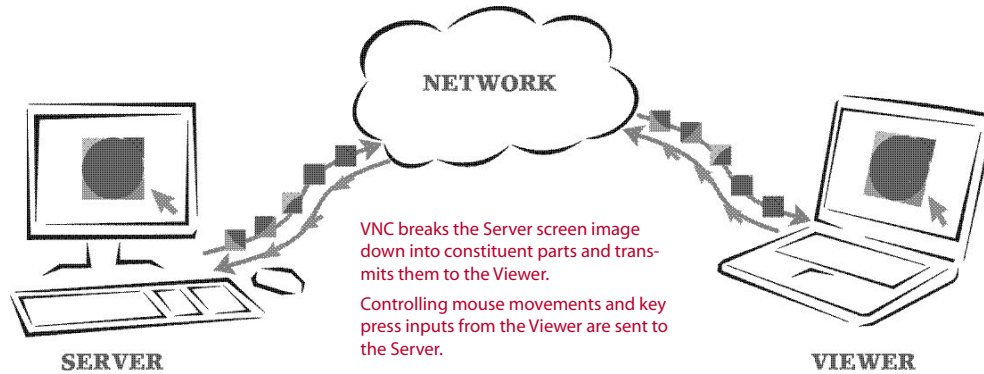 NETWORK
VNC breaks the Server screen image
down into constituent parts and trans-
mits them to the Viewer.
Controlling mouse movements and key
press inputs from the Viewer are sent to
the Server.
SERVER
VIEWER